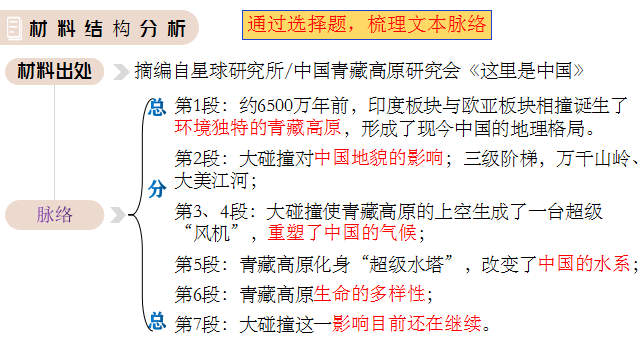 材料结构分析
通过选择题，梳理文本脉络
材料出处
摘编自星球研究所/中国青藏高原研究会《这里是中国》
脉络
总
第1段：约6500万年前，印度板块与欧亚板块相撞诞生了
环境独特的青藏高原，形成了现今中国的地理格局。
分
第2段：大碰撞对中国地貌的影响；三级阶梯，万千山岭、
大美江河；
第3、4段：大碰撞使青藏高原的上空生成了一台超级
“风机”，重塑了中国的气候；
第5段：青藏高原化身“超级水塔”，改变了中国的水系；
第6段：青藏高原生命的多样性；
总
第7段：大碰撞这一影响目前还在继续。